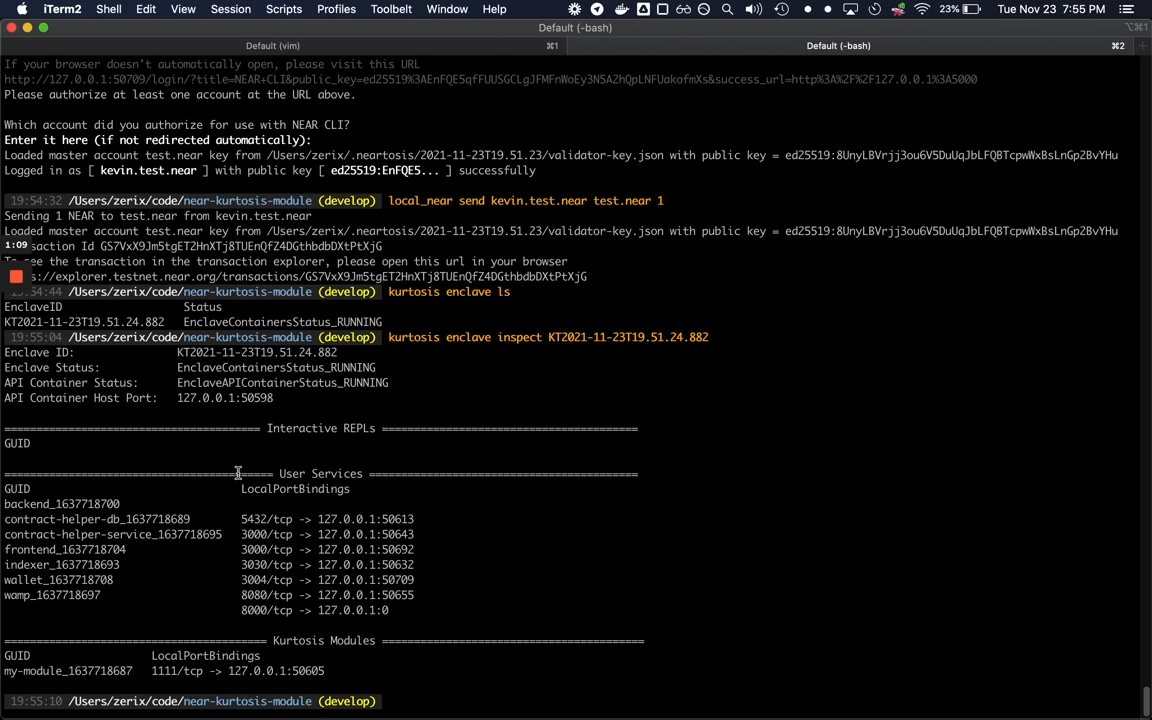 iTerm2 Shell Edit View Session Scripts Profiles Toolbelt Window Help 23% Tue Nov 23 7:55 PM
Default (-bash) ⌥⌘1
Default (vim) ⌘1 Default (-bash) ⌘2
If your browser doesn't automatically open, please visit this URL
http://127.0.0.1:50709/login/?title=NEAR+CLI&public_key=ed25519%3AEnFQE5qfFUUSGCLgJFMFnWoEy3N5A2hQpLNFUakofmXs&success_url=http%3A%2F%2F127.0.0.1%3A5000
Please authorize at least one account at the URL above.
Which account did you authorize for use with NEAR CLI?
Enter it here (if not redirected automatically):
Loaded master account test.near key from /Users/zerix/.neartosis/2021-11-23T19.51.23/validator-key.json with public key = ed25519:8UnyLBVrjj3ou6V5DuUqJbLFQBTcpwWxBsLnGp2BvYHu
Logged in as [ kevin.test.near ] with public key [ ed25519:EnFQE5... ] successfully
19:54:32 /Users/zerix/code/near-kurtosis-module (develop) local_near send kevin.test.near test.near 1
Sending 1 NEAR to test.near from kevin.test.near
Loaded master account test.near key from /Users/zerix/.neartosis/2021-11-23T19.51.23/validator-key.json with public key = ed25519:8UnyLBVrjj3ou6V5DuUqJbLFQBTcpwWxBsLnGp2BvYHu
1:09 saction Id GS7VxX9Jm5tgET2HnXTj8TUEnQfZ4DGthbdbDXtPtXjG
To see the transaction in the transaction explorer, please open this url in your browser
s://explorer.testnet.near.org/transactions/GS7VxX9Jm5tgET2HnXTj8TUEnQfZ4DGthbdbDXtPtXjG
19:54:44 /Users/zerix/code/near-kurtosis-module (develop) kurtosis enclave ls
EnclaveID Status
KT2021-11-23T19.51.24.882 EnclaveContainersStatus_RUNNING
19:55:04 /Users/zerix/code/near-kurtosis-module (develop) kurtosis enclave inspect KT2021-11-23T19.51.24.882
Enclave ID: KT2021-11-23T19.51.24.882
Enclave Status: EnclaveContainersStatus_RUNNING
API Container Status: EnclaveAPIContainerStatus_RUNNING
API Container Host Port: 127.0.0.1:50598
======================================== Interactive REPLs ========================================
GUID
========================================== User Services ==========================================
GUID LocalPortBindings
backend_1637718700
contract-helper-db_1637718689 5432/tcp -> 127.0.0.1:50613
contract-helper-service_1637718695 3000/tcp -> 127.0.0.1:50643
frontend_1637718704 3000/tcp -> 127.0.0.1:50692
indexer_1637718693 3030/tcp -> 127.0.0.1:50632
wallet_1637718708 3004/tcp -> 127.0.0.1:50709
wamp_1637718697 8080/tcp -> 127.0.0.1:50655
8000/tcp -> 127.0.0.1:0
========================================= Kurtosis Modules =========================================
GUID LocalPortBindings
my-module_1637718687 1111/tcp -> 127.0.0.1:50605
19:55:10 /Users/zerix/code/near-kurtosis-module (develop)